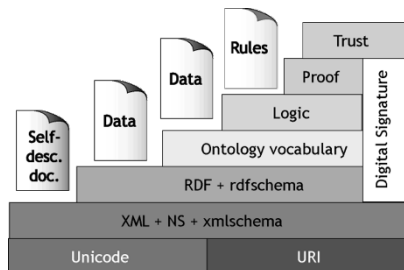 Rules
Trust
Data
Proof
Data
Logic
Self-
desc.
doc.
Ontology vocabulary
Digital Signature
RDF + rdfschema
XML + NS + xmlschema
Unicode
URI